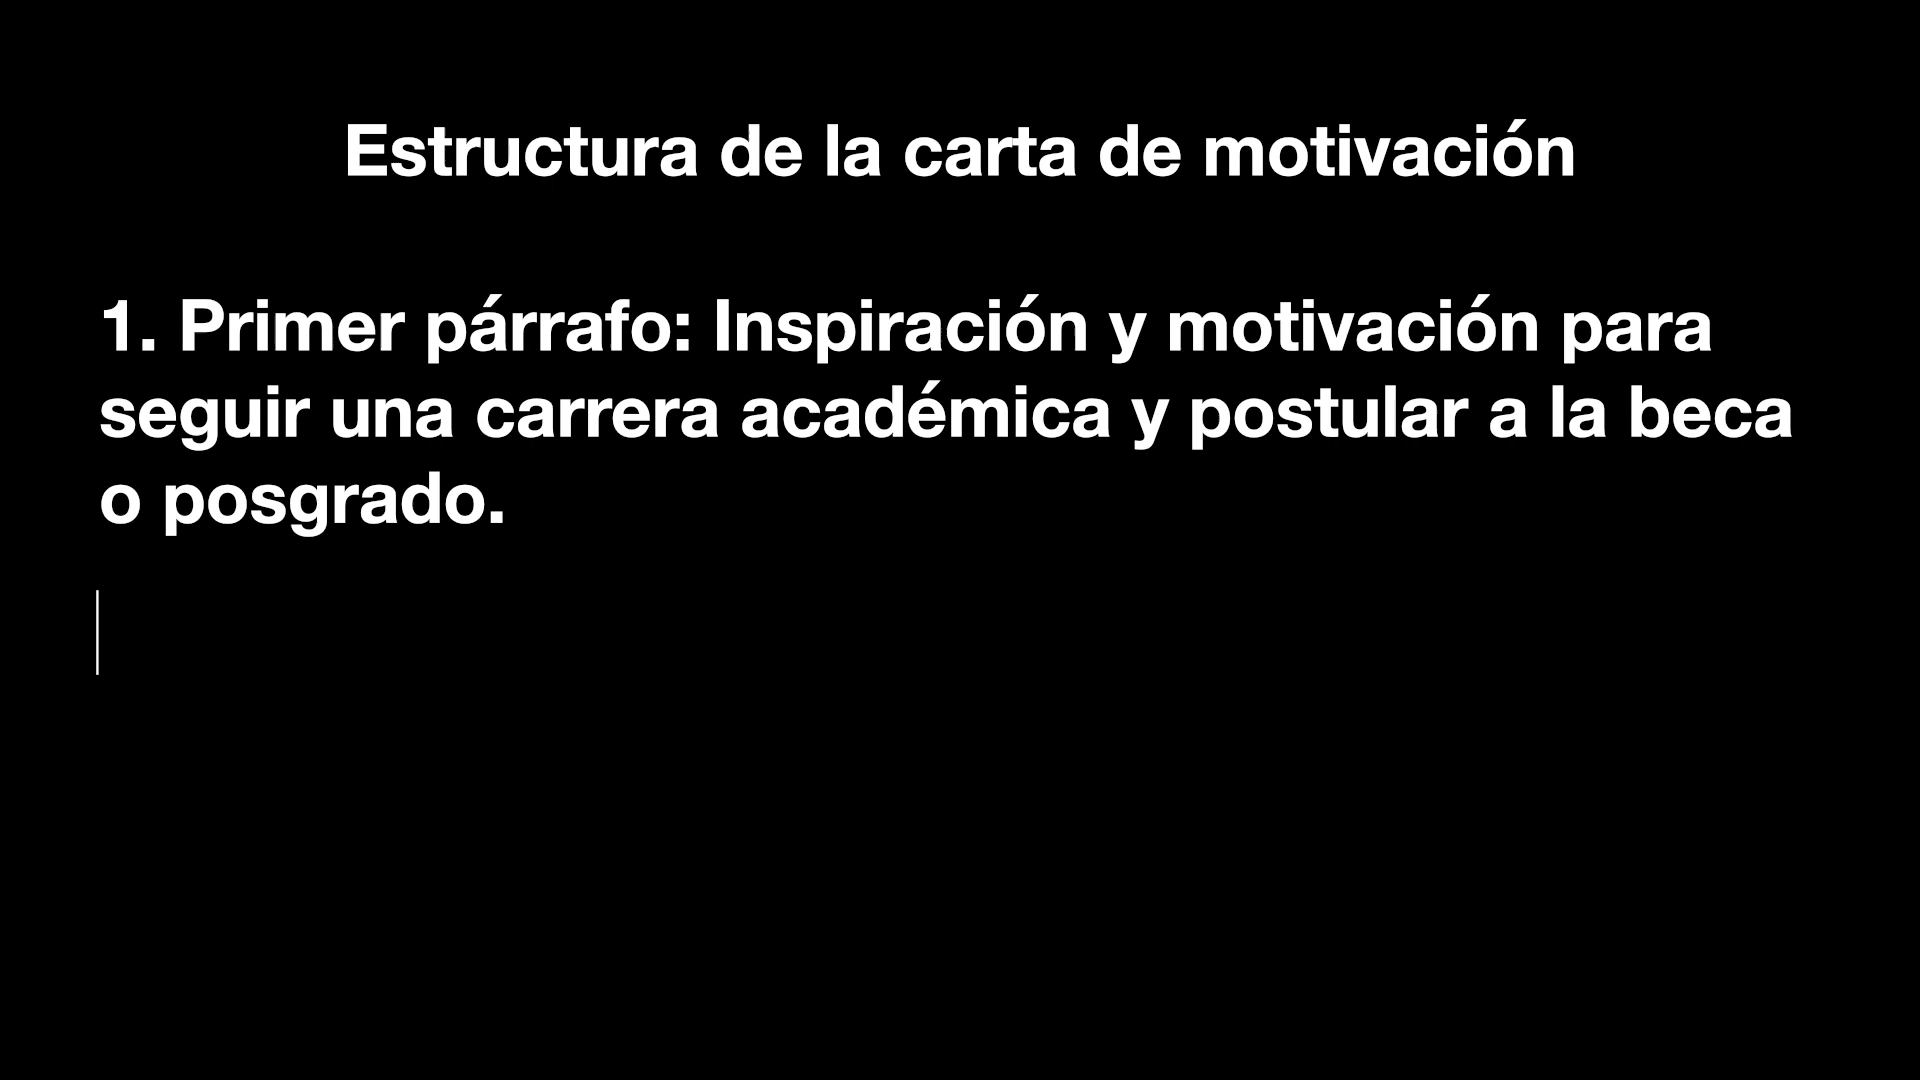 Estructura de la carta de motivación
1. Primer párrafo: Inspiración y motivación para
seguir una carrera académica y postular a la beca
o posgrado.